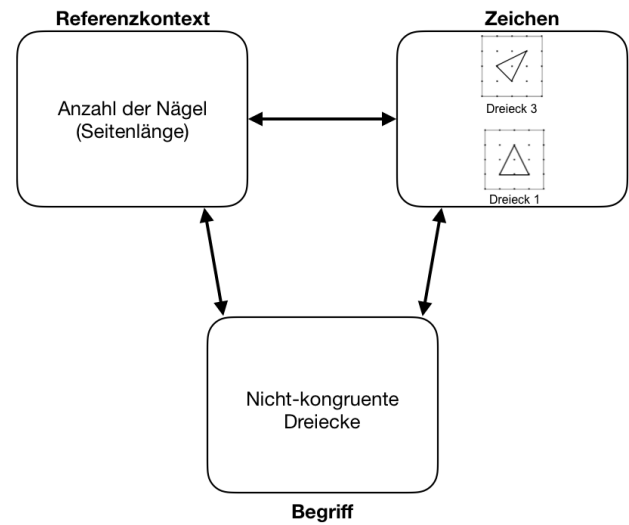 Referenzkontext
Zeichen
Anzahl der Nägel
(Seitenlänge)
Dreieck 3
Dreieck 1
Nicht-kongruente
Dreiecke
Begriff